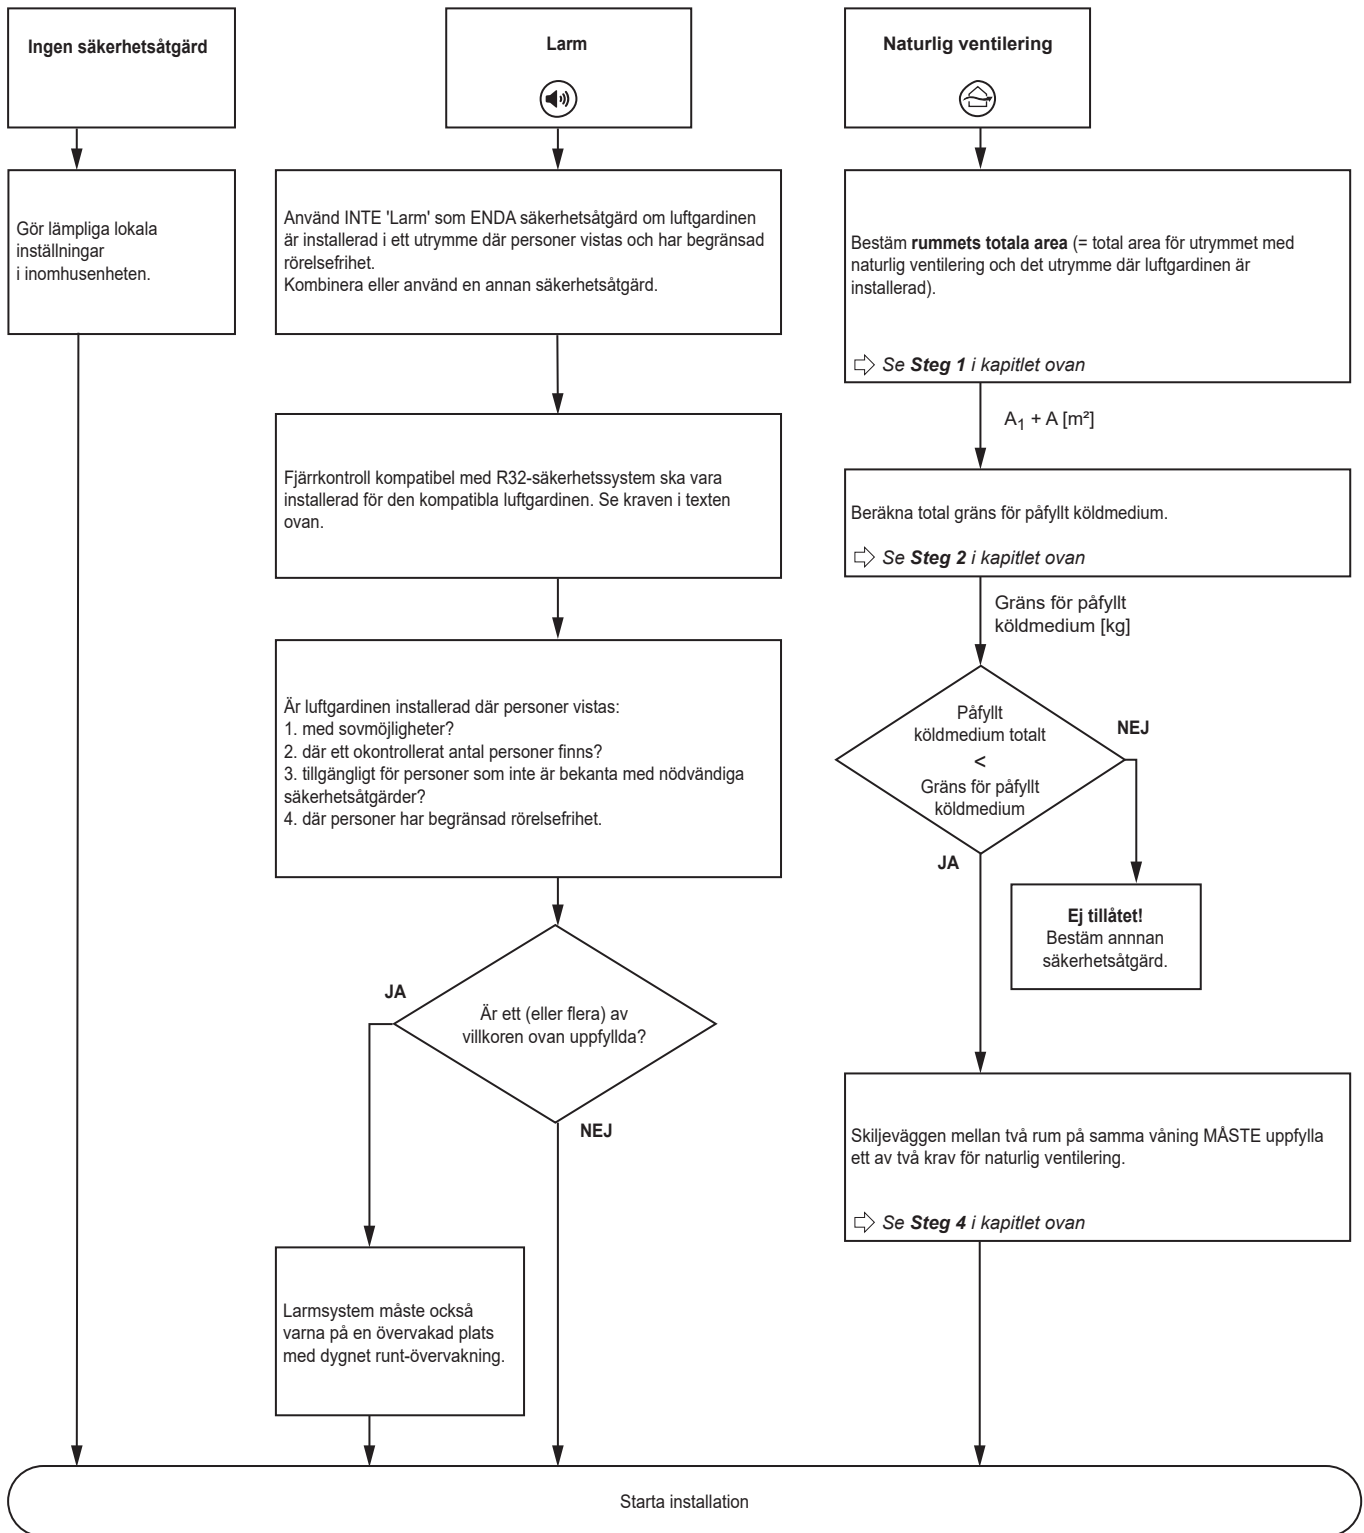 Ingen säkerhetsåtgärd
Gör lämpliga lokala
inställningar
i inomhusenheten.
Larm
Använd INTE 'Larm' som ENDA säkerhetsåtgärd om luftgardinen
är installerad i ett utrymme där personer vistas och har begränsad
rörelsefrihet.
Kombinera eller använd en annan säkerhetsåtgärd.
Fjärrkontroll kompatibel med R32-säkerhetssystem ska vara
installerad för den kompatibla luftgardinen. Se kraven i texten
ovan.
Är luftgardinen installerad där personer vistas:
1. med sovmöjligheter?
2. där ett okontrollerat antal personer finns?
3. tillgängligt för personer som inte är bekanta med nödvändiga
säkerhetsåtgärder?
4. där personer har begränsad rörelsefrihet.
JA
Är ett (eller flera) av
villkoren ovan uppfyllda?
NEJ
Larmsystem måste också
varna på en övervakad plats
med dygnet runt-övervakning.
Naturlig ventilering
Bestäm rummets totala area (= total area för utrymmet med
naturlig ventilering och det utrymme där luftgardinen är
installerad).
Se Steg 1 i kapitlet ovan
A₁ + A [m²]
Beräkna total gräns för påfyllt köldmedium.
Se Steg 2 i kapitlet ovan
Gräns för påfyllt
köldmedium [kg]
Påfyllt
köldmedium totalt
<
Gräns för påfyllt
köldmedium
NEJ
JA
Ej tillåtet!
Bestäm annnan
säkerhetsåtgärd.
Skiljeväggen mellan två rum på samma våning MÅSTE uppfylla
ett av två krav för naturlig ventilering.
Se Steg 4 i kapitlet ovan
Starta installation